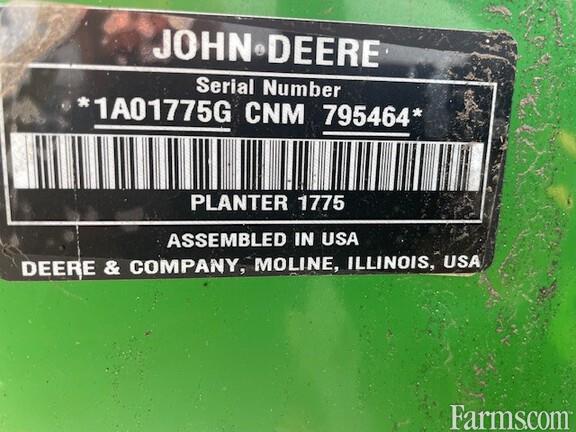 JOHN DEERE
Serial Number
*1A01775G CNM 795464*
PLANTER 1775
ASSEMBLED IN USA
DEERE & COMPANY, MOLINE, ILLINOIS, USA
Farms.com